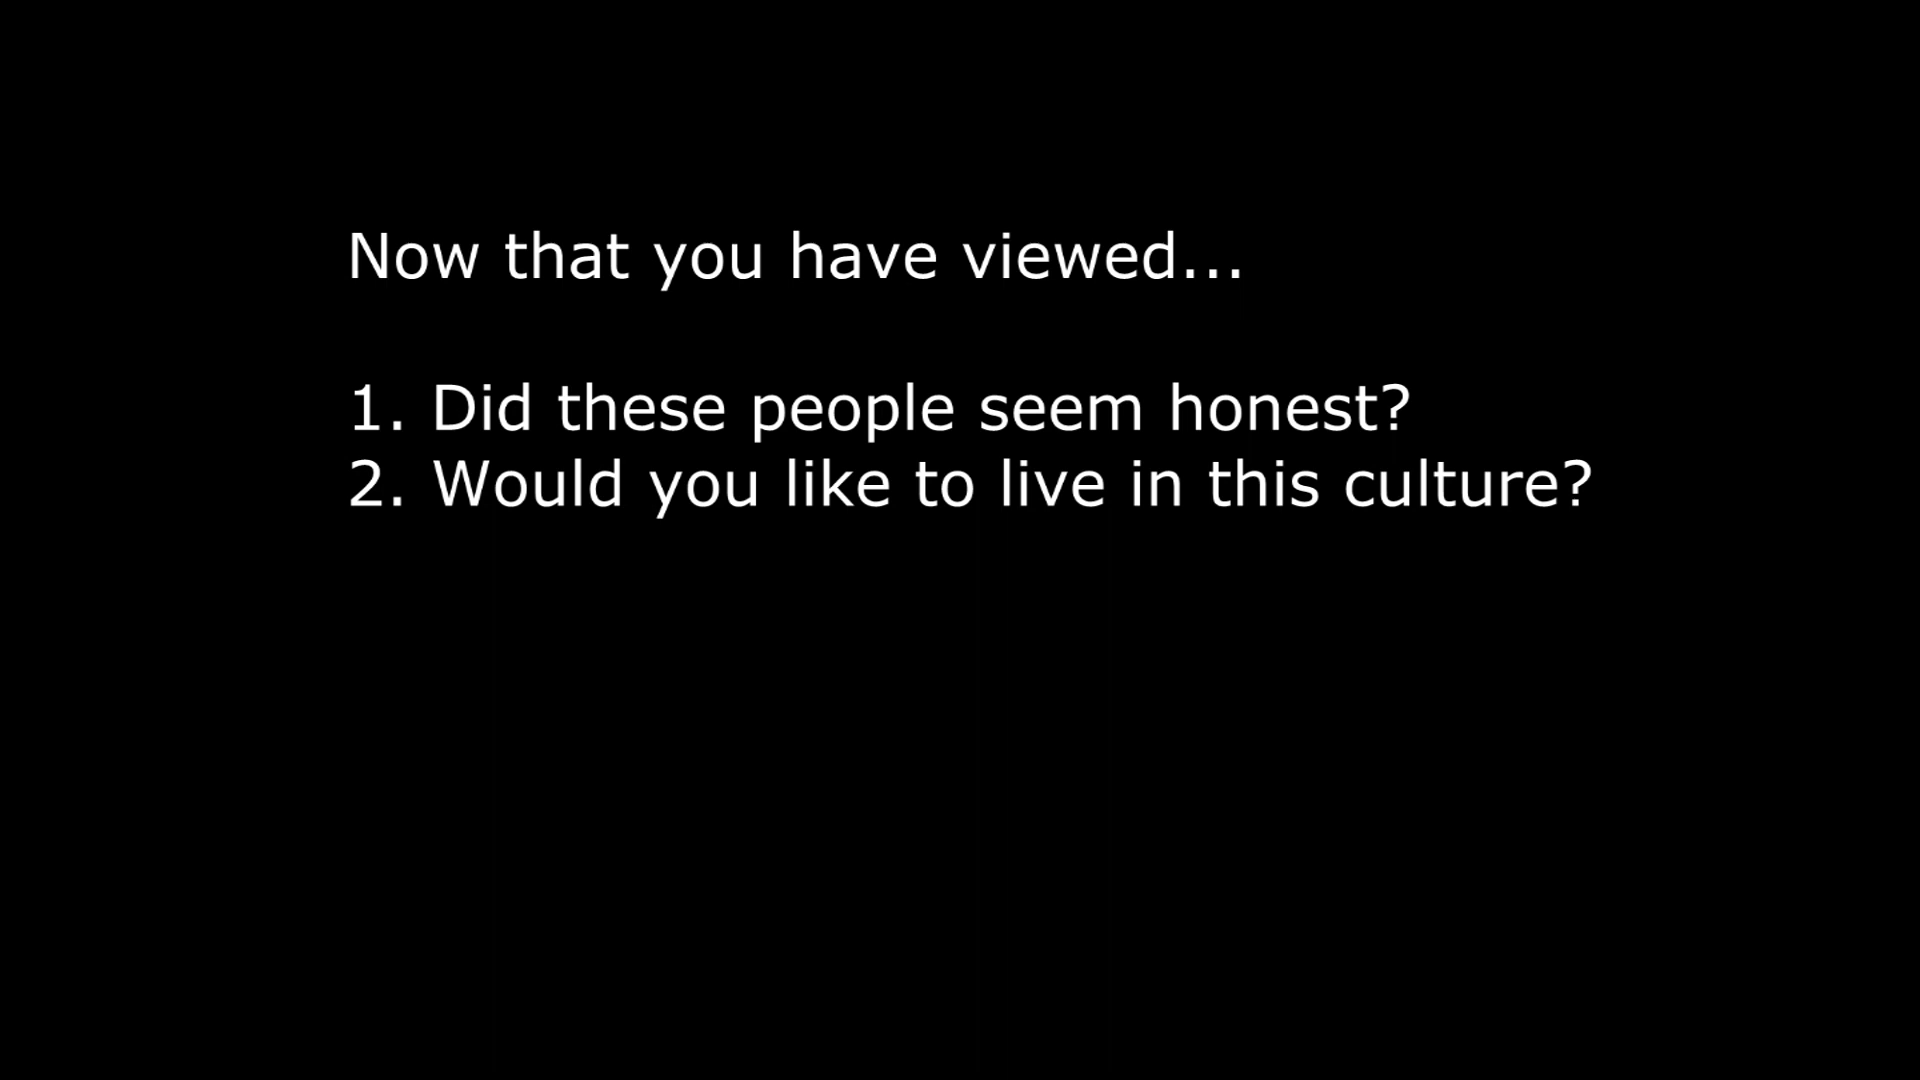 Now that you have viewed...
1. Did these people seem honest?
2. Would you like to live in this culture?